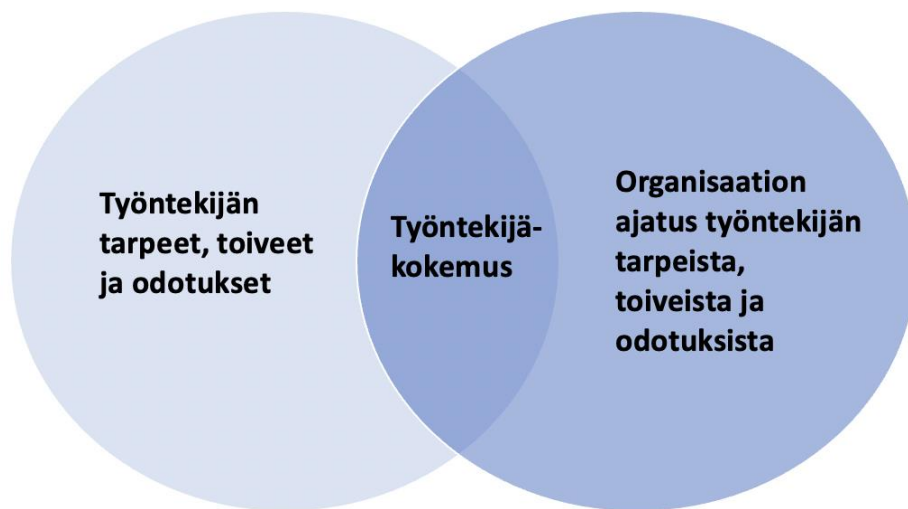 Työntekijän
tarpeet, toiveet
ja odotukset
Työntekijä-
kokemus
Organisaation
ajatus työntekijän
tarpeista,
toiveista ja
odotuksista